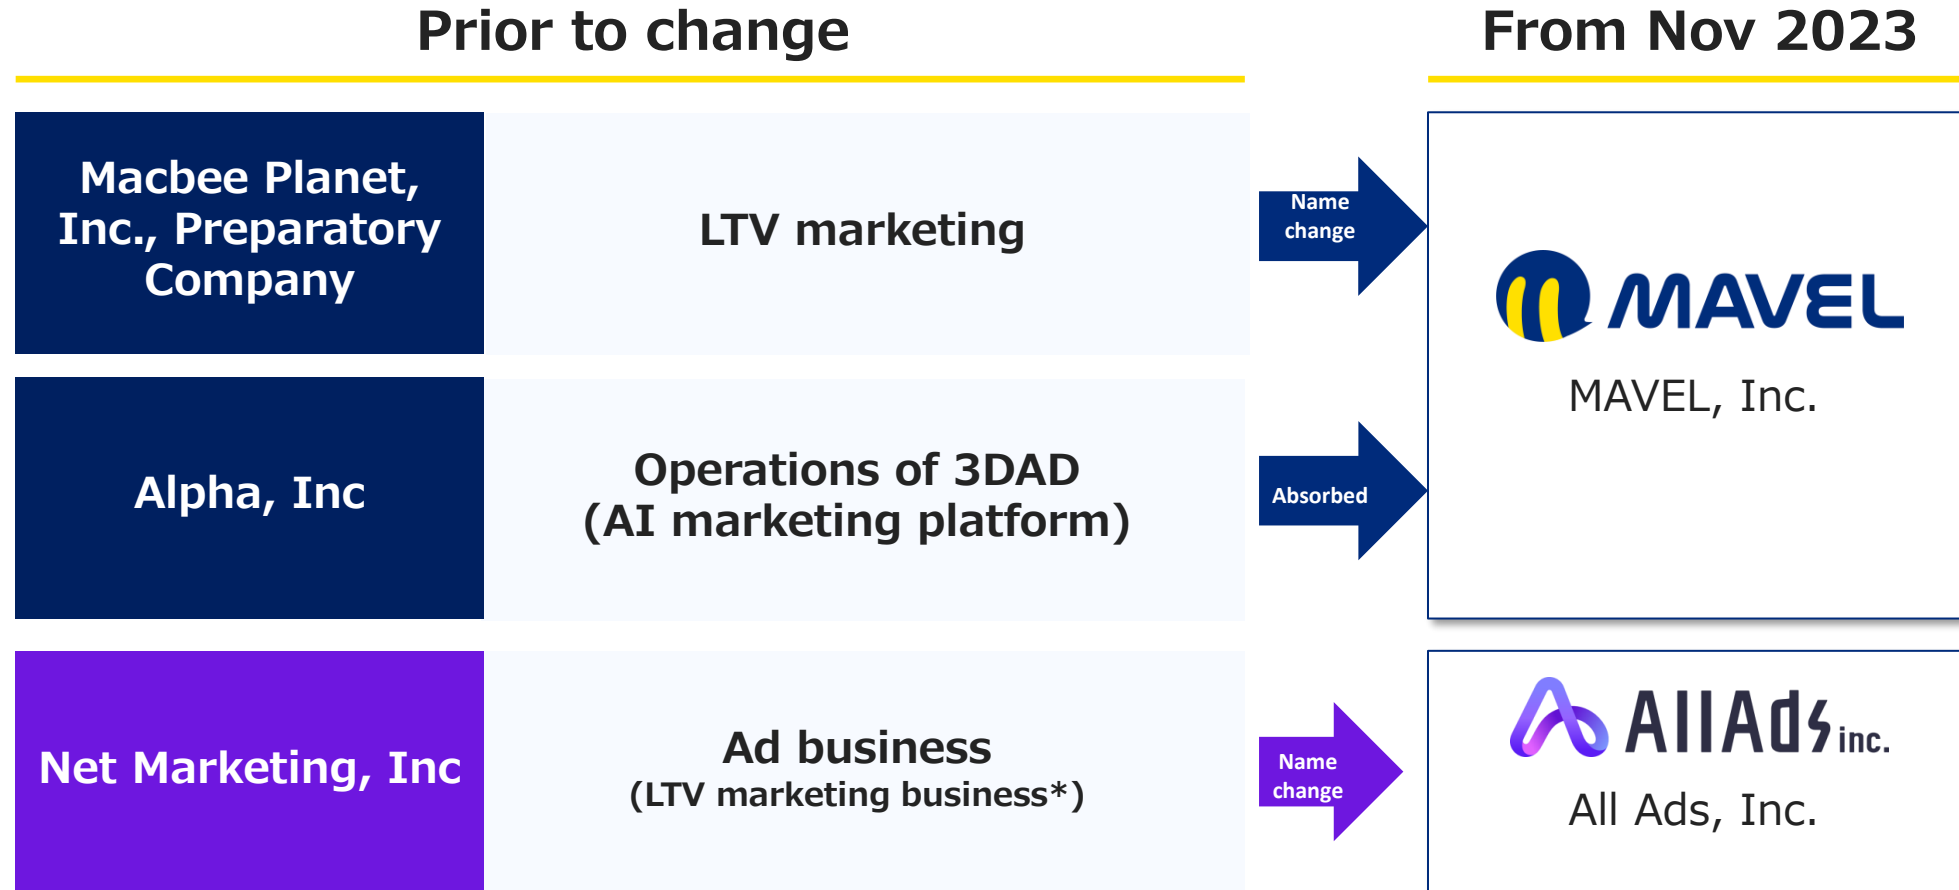 Prior to change
From Nov 2023
Macbee Planet,
Inc., Preparatory
Company
LTV marketing
Name
change
MAVEL
MAVEL, Inc.
Alpha, Inc
Operations of 3DAD
(AI marketing platform)
Absorbed
Net Marketing, Inc
Ad business
(LTV marketing business*)
Name
change
AllAds inc.
All Ads, Inc.